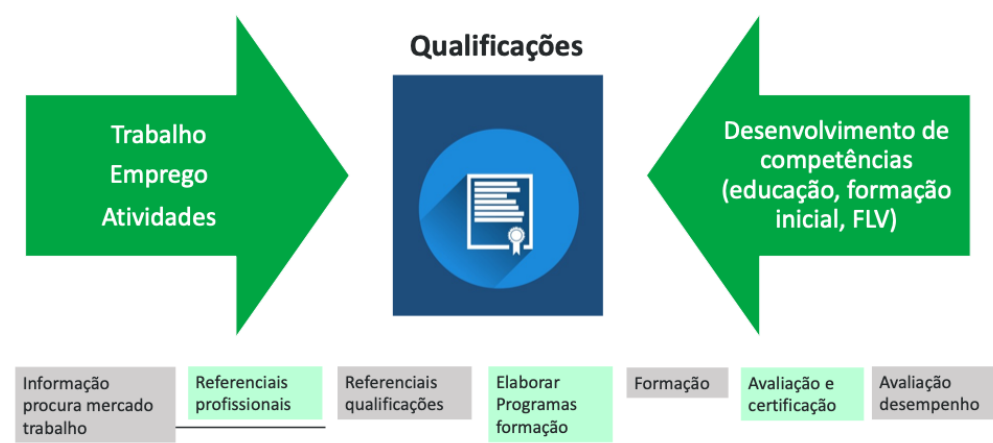 Qualificações
Trabalho
Emprego
Atividades
Desenvolvimento de
competências
(educação, formação
inicial, FLV)
Informação
procura mercado
trabalho
Referenciais
profissionais
Referenciais
qualificações
Elaborar
Programas
formação
Formação
Avaliação e
certificação
Avaliação
desempenho